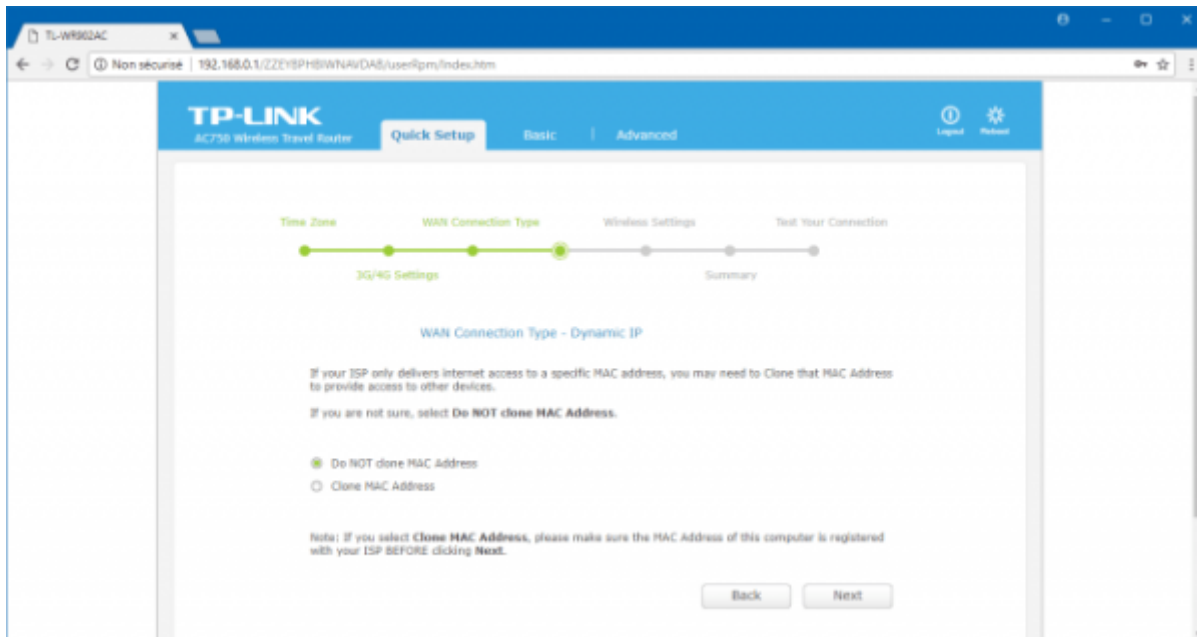 TL-WR902AC
Non sécurisé | 192.168.0.1/ZZEYBPHBIWNAVDAB/userRpm/Index.htm
TP-LINK
AC750 Wireless Travel Router
Quick Setup
Basic
Advanced
Logout
Reboot
Time Zone
WAN Connection Type
Wireless Settings
Test Your Connection
3G/4G Settings
Summary
WAN Connection Type - Dynamic IP
If your ISP only delivers internet access to a specific MAC address, you may need to Clone that MAC Address
to provide access to other devices.
If you are not sure, select Do NOT clone MAC Address.
Do NOT clone MAC Address
Clone MAC Address
Note: If you select Clone MAC Address, please make sure the MAC Address of this computer is registered
with your ISP BEFORE clicking Next.
Back
Next